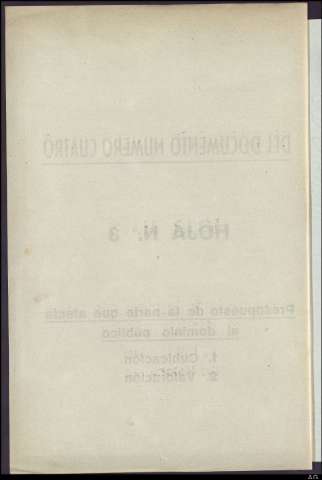 DEL DOCUMENTO NUMERO CUATRO
HOJA N. 3
Presupuesto de la parte que afecta
al dominio público
1. Cubicación
2. Valoración